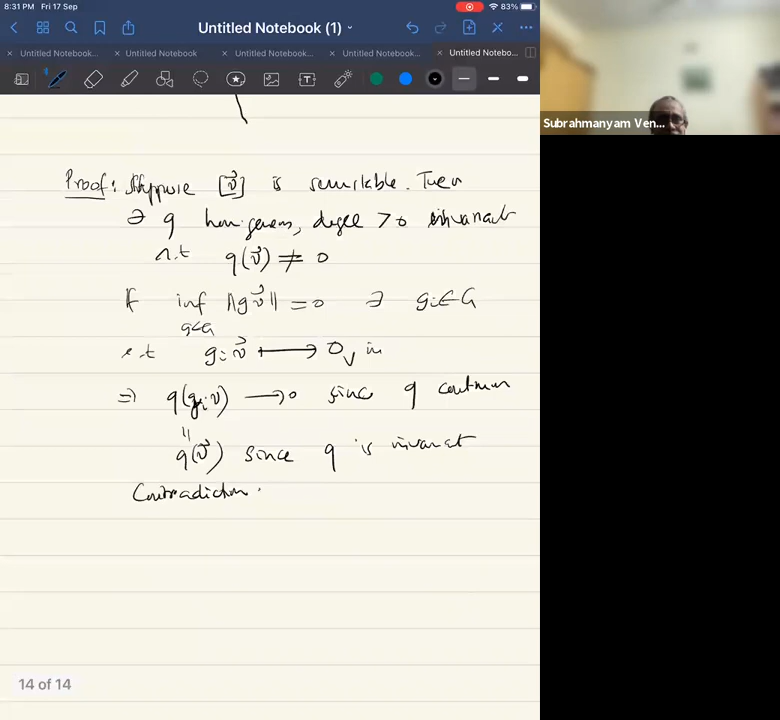 8:31 PM Fri 17 Sep
83%
Untitled Notebook (1)
Untitled Notebook...
Untitled Notebook
Untitled Notebook...
Untitled Notebook...
Untitled Notebo...
Subrahmanyam Ven...
Proof: Suppose [v⃗] is semistable. Then
∃ q homogeneous, degree > 0 invariant
s.t q(v⃗) ≠ 0
If inf ||g v⃗|| = 0 ∃ gᵢ ∈ G
g∈G
s.t gᵢ v⃗ ⟼ 0_V in
⇒ q(gᵢ v) → 0 since q continuous
||
q(v⃗) since q is invariant
Contradiction.
14 of 14